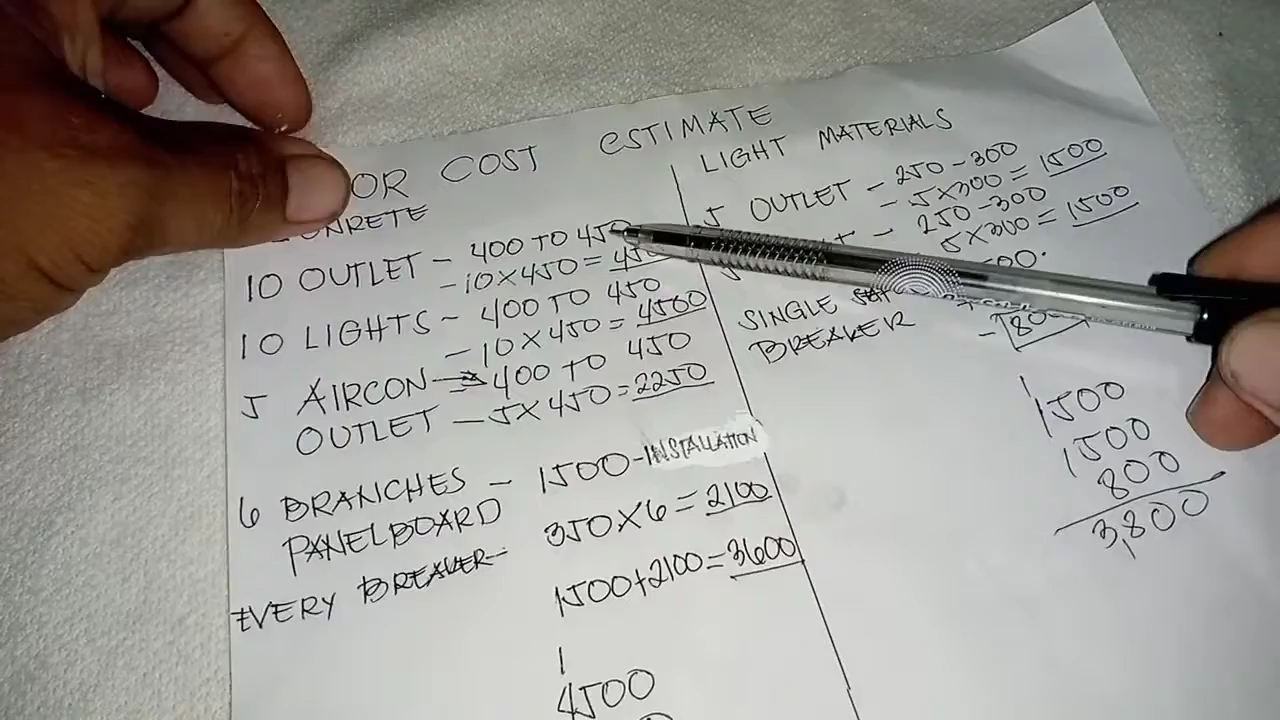 OR COST ESTIMATE
10 OUTLET - 400 TO 450
- 10 X 450 =
10 LIGHTS - 400 TO 450
- 10 X 450 = 4500
5 AIRCON - 400 TO 450
OUTLET - 5 X 450 = 2250
6 BRANCHES - 1500 - INSTALLATION
PANELBOARD 350 X 6 = 2100
EVERY BREAKER -
1500 + 2100 = 3600
1
4500
LIGHT MATERIALS
5 OUTLET - 250 - 300
- 5 X 300 = 1500
- 250 - 300
5 X 300 = 1500
SINGLE
BREAKER
1500
1500
800
3,800